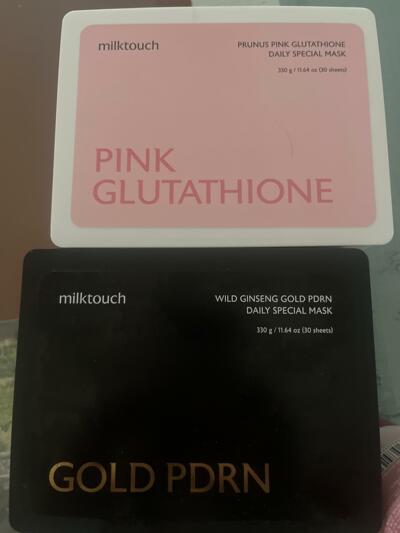 milktouch
PRUNUS PINK GLUTATHIONE
DAILY SPECIAL MASK
330 g / 11.64 oz (30 sheets)
PINK
GLUTATHIONE
milktouch
WILD GINSENG GOLD PDRN
DAILY SPECIAL MASK
330 g / 11.64 oz (30 sheets)
GOLD PDRN